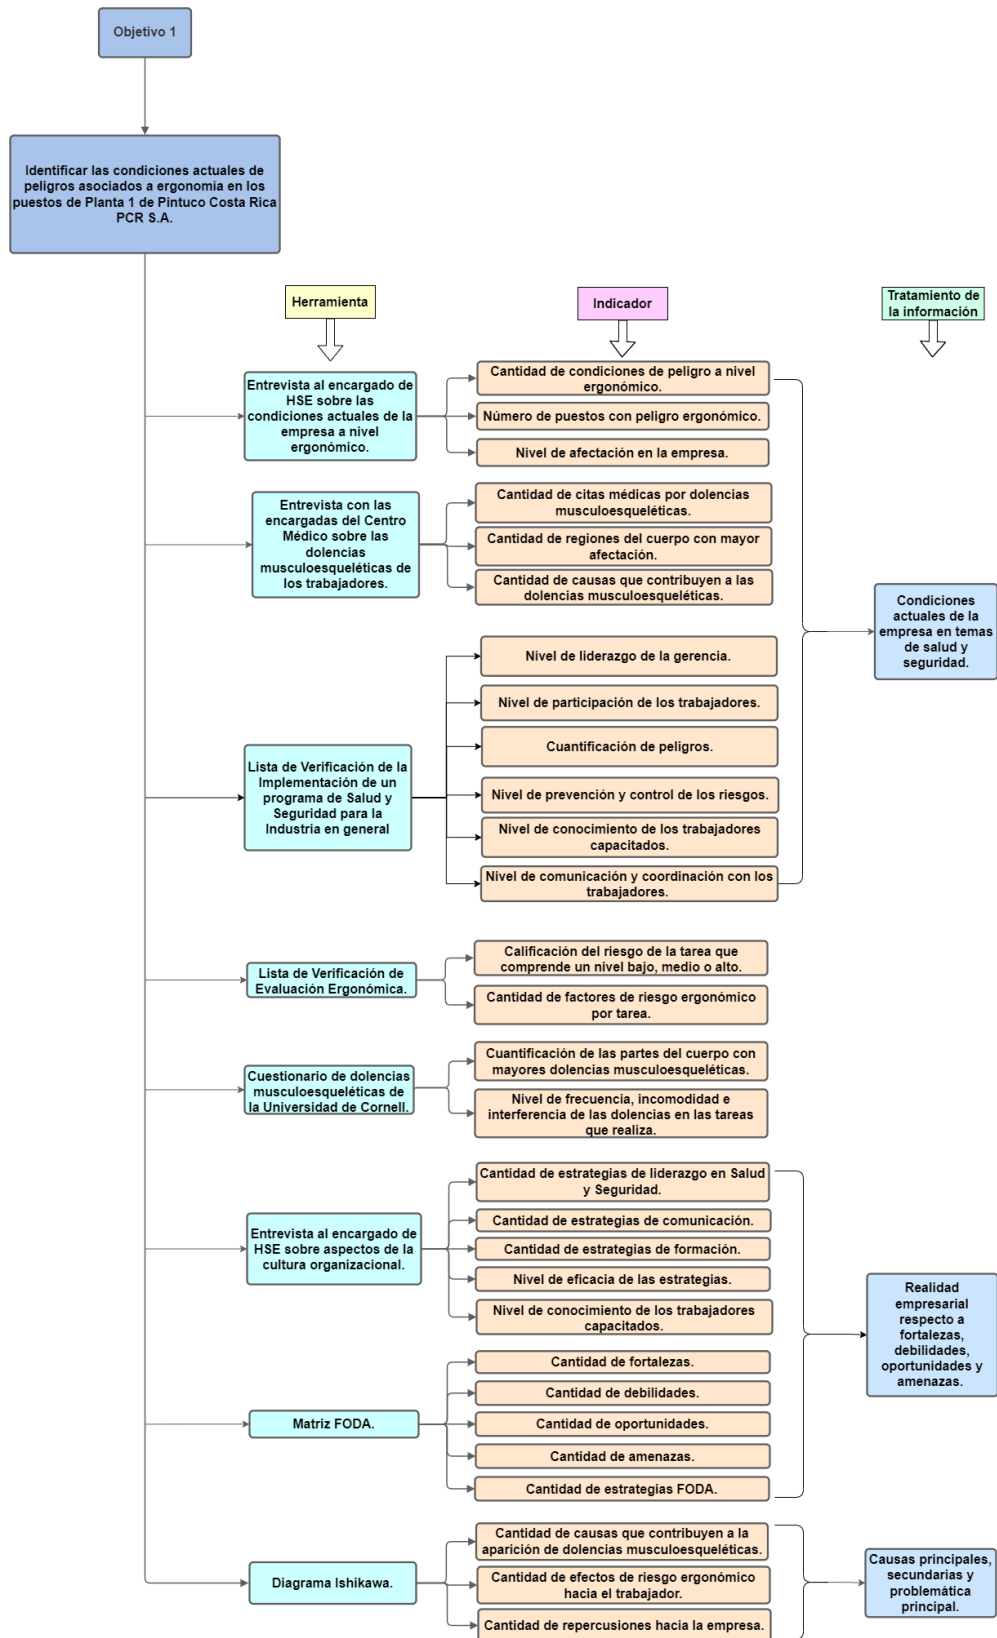 Objetivo 1
Identificar las condiciones actuales de
peligros asociados a ergonomía en los
puestos de Planta 1 de Pintuco Costa Rica
PCR S.A.
Herramienta
Indicador
Tratamiento de
la información
Entrevista al encargado de
HSE sobre las
condiciones actuales de la
empresa a nivel
ergonómico.
Cantidad de condiciones de peligro a nivel
ergonómico.
Número de puestos con peligro ergonómico.
Nivel de afectación en la empresa.
Entrevista con las
encargadas del Centro
Médico sobre las
dolencias
musculoesqueléticas de
los trabajadores.
Cantidad de citas médicas por dolencias
musculoesqueléticas.
Cantidad de regiones del cuerpo con mayor
afectación.
Cantidad de causas que contribuyen a las
dolencias musculoesqueléticas.
Lista de Verificación de la
Implementación de un
programa de Salud y
Seguridad para la
Industria en general
Nivel de liderazgo de la gerencia.
Nivel de participación de los trabajadores.
Cuantificación de peligros.
Nivel de prevención y control de los riesgos.
Nivel de conocimiento de los trabajadores
capacitados.
Nivel de comunicación y coordinación con los
trabajadores.
Condiciones
actuales de la
empresa en temas
de salud y
seguridad.
Lista de Verificación de
Evaluación Ergonómica.
Calificación del riesgo de la tarea que
comprende un nivel bajo, medio o alto.
Cantidad de factores de riesgo ergonómico
por tarea.
Cuestionario de dolencias
musculoesqueléticas de
la Universidad de Cornell.
Cuantificación de las partes del cuerpo con
mayores dolencias musculoesqueléticas.
Nivel de frecuencia, incomodidad e
interferencia de las dolencias en las tareas
que realiza.
Entrevista al encargado de
HSE sobre aspectos de la
cultura organizacional.
Cantidad de estrategias de liderazgo en Salud
y Seguridad.
Cantidad de estrategias de comunicación.
Cantidad de estrategias de formación.
Nivel de eficacia de las estrategias.
Nivel de conocimiento de los trabajadores
capacitados.
Matriz FODA.
Cantidad de fortalezas.
Cantidad de debilidades.
Cantidad de oportunidades.
Cantidad de amenazas.
Cantidad de estrategias FODA.
Realidad
empresarial
respecto a
fortalezas,
debilidades,
oportunidades y
amenazas.
Diagrama Ishikawa.
Cantidad de causas que contribuyen a la
aparición de dolencias musculoesqueléticas.
Cantidad de efectos de riesgo ergonómico
hacia el trabajador.
Cantidad de repercusiones hacia la empresa.
Causas principales,
secundarias y
problemática
principal.